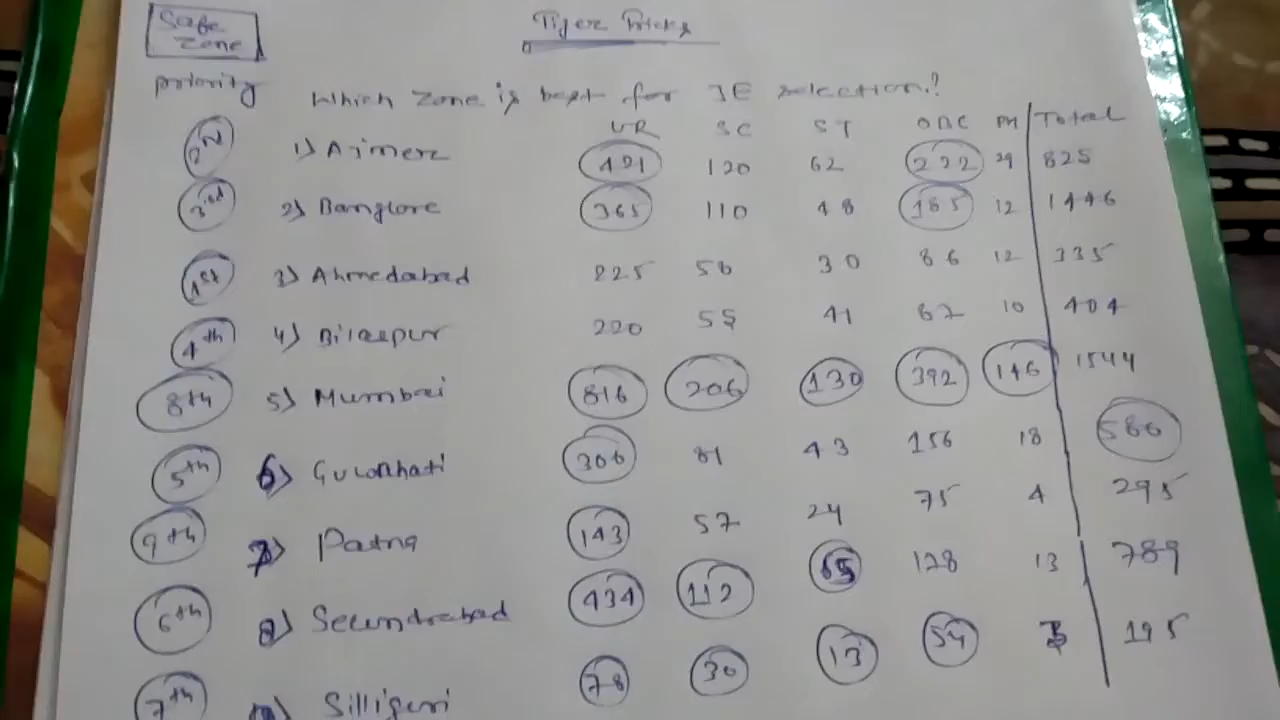 Safe Zone
Tiger Tricks
priority Which Zone is best for JE selection?
UR SC ST OBC PH Total
2nd 1) Ajmer 421 120 62 222 29 825
3rd 2) Banglore 365 110 48 185 12 1446
1st 3) Ahmedabad 225 50 30 86 12 335
4th 4) Bilaspur 220 55 41 67 10 404
8th 5) Mumbai 816 206 130 392 146 1544
5th 6) Guwahati 306 81 43 156 18 586
9th 7) Patna 143 57 24 75 4 295
6th 8) Secundrabad 434 112 65 128 13 789
7th Silliguri 78 30 13 54 195